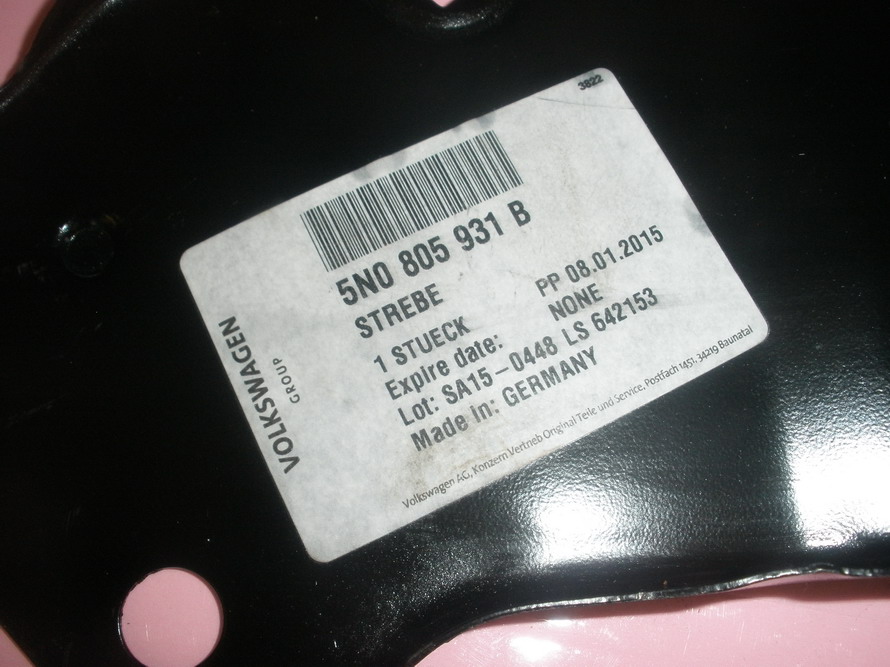 3822
5N0 805 931 B
STREBE
1 STUECK PP 08.01.2015
Expire date: NONE
Lot: SA15-0448 LS 642153
Made In: GERMANY
Volkswagen AG, Konzern Vertrieb Original Teile und Service, Postfach 1451, 34219 Baunatal
VOLKSWAGEN
GROUP